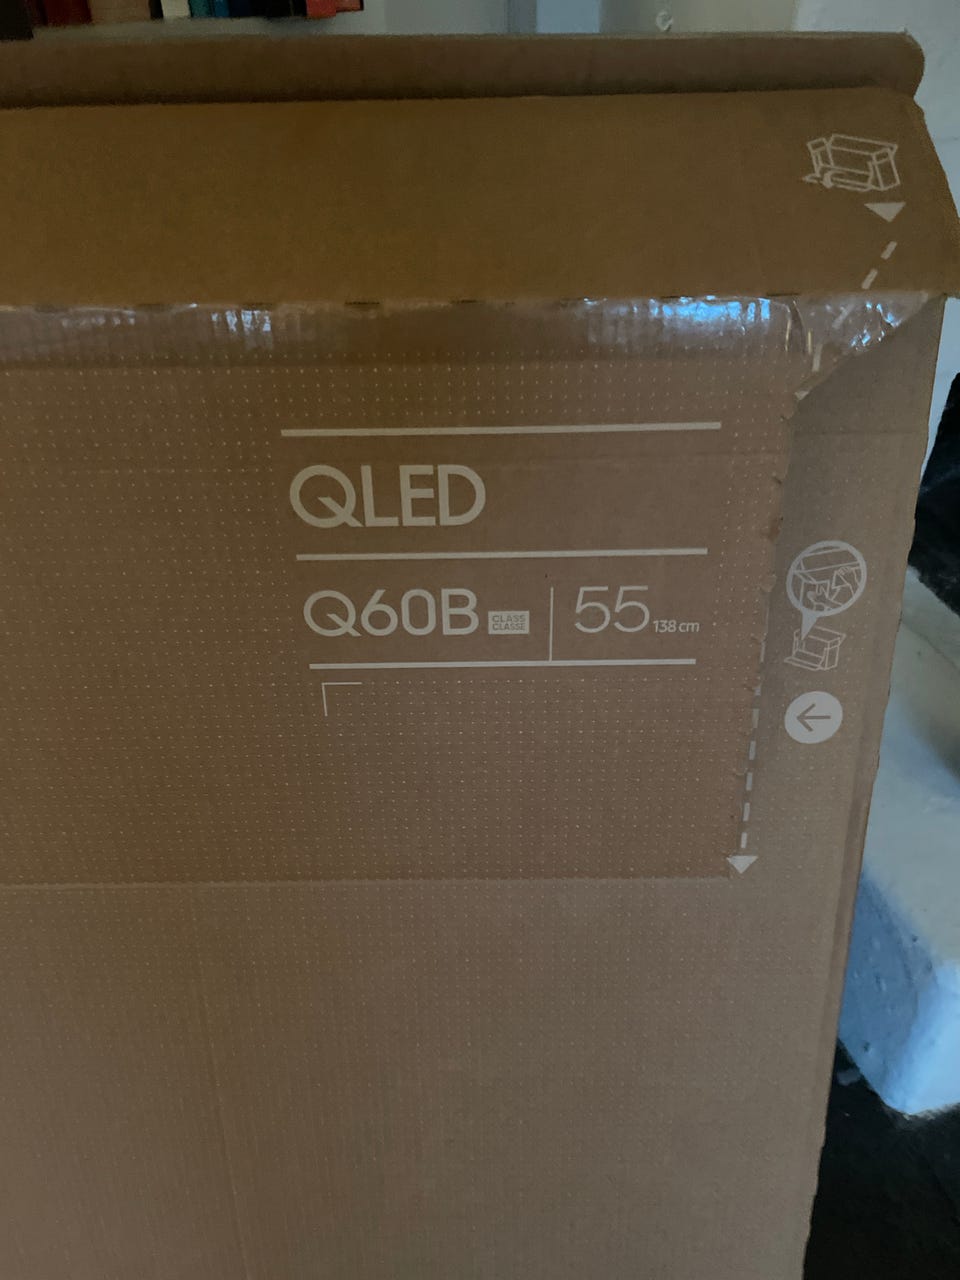 QLED
Q60B CLASS CLASSE 55 138 cm